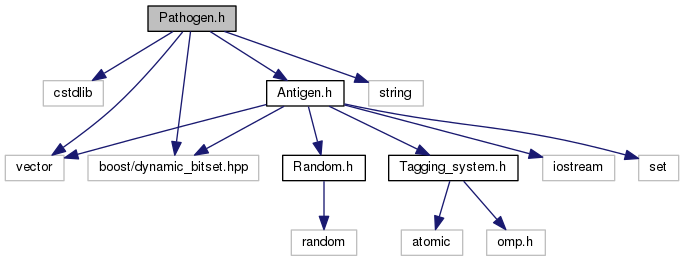 Pathogen.h
cstdlib
Antigen.h
string
vector
boost/dynamic_bitset.hpp
Random.h
Tagging_system.h
iostream
set
random
atomic
omp.h